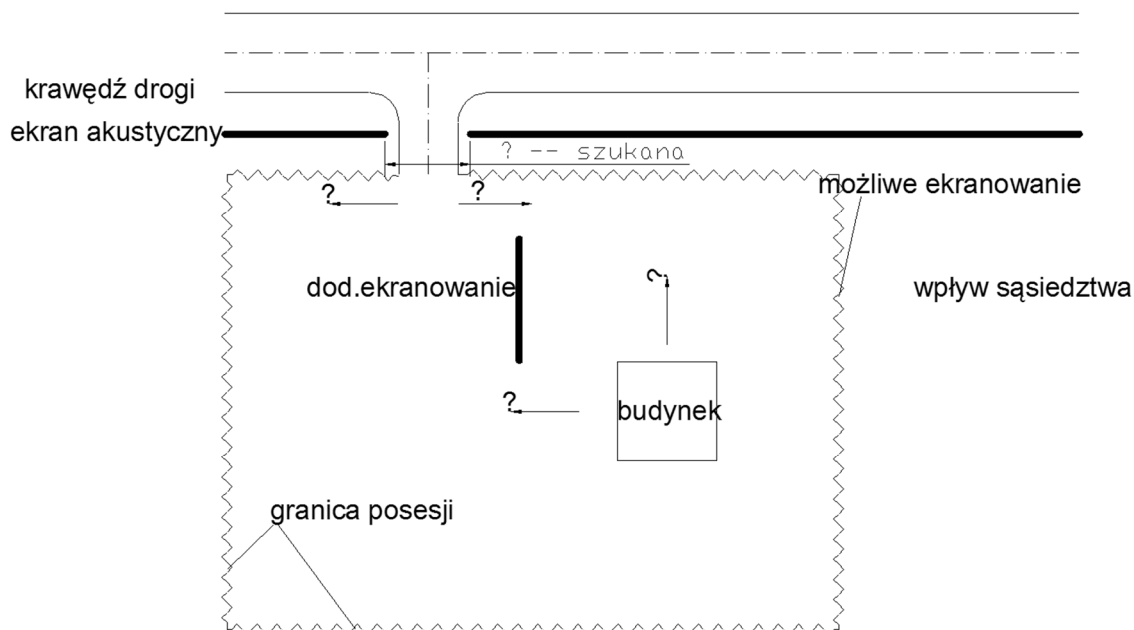 krawędź drogi
ekran akustyczny
? -- szukana
? ?
możliwe ekranowanie
dod.ekranowanie
?
wpływ sąsiedztwa
?
budynek
granica posesji